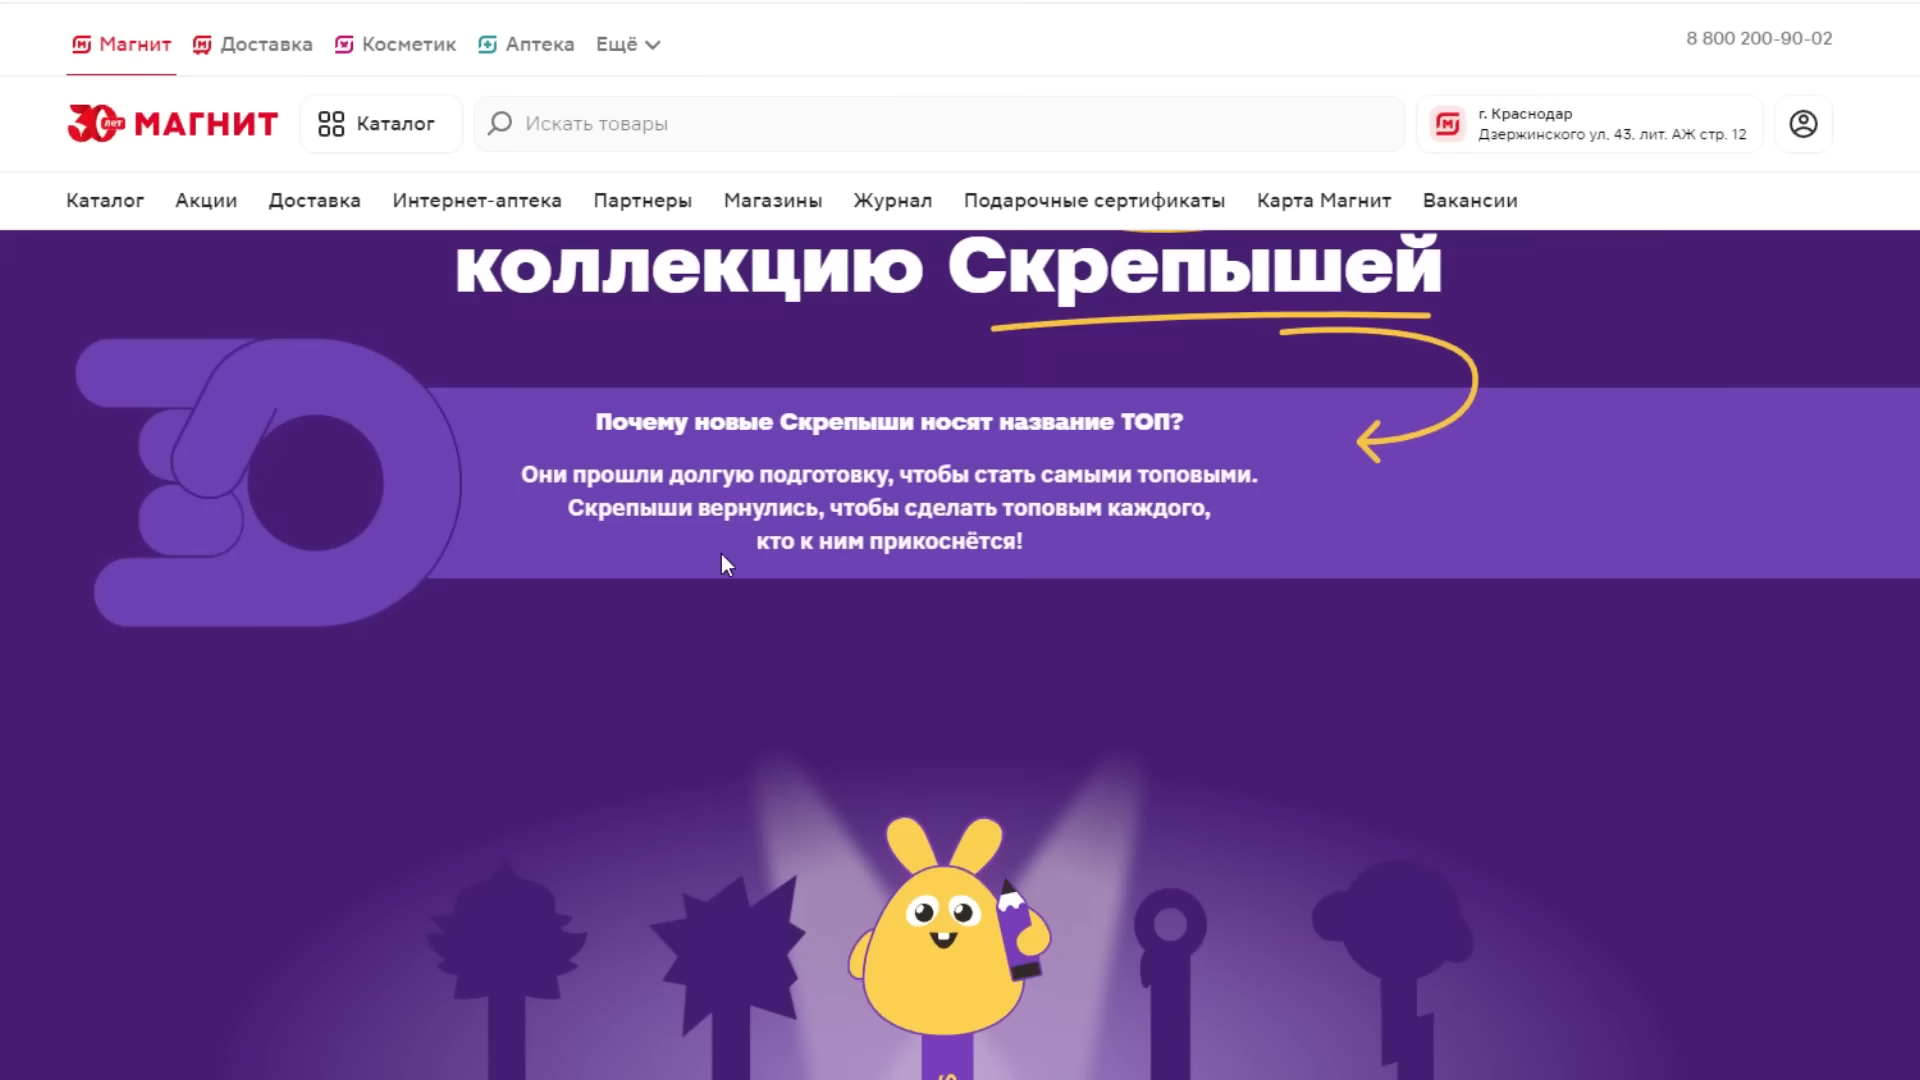 Магнит Доставка Косметик Аптека Ещё
8 800 200-90-02
30 лет МАГНИТ
Каталог
Искать товары
г. Краснодар
Дзержинского ул, 43, лит. АЖ стр. 12
Каталог Акции Доставка Интернет-аптека Партнеры Магазины Журнал Подарочные сертификаты Карта Магнит Вакансии
коллекцию Скрепышей
Почему новые Скрепыши носят название ТОП?
Они прошли долгую подготовку, чтобы стать самыми топовыми.
Скрепыши вернулись, чтобы сделать топовым каждого,
кто к ним прикоснётся!